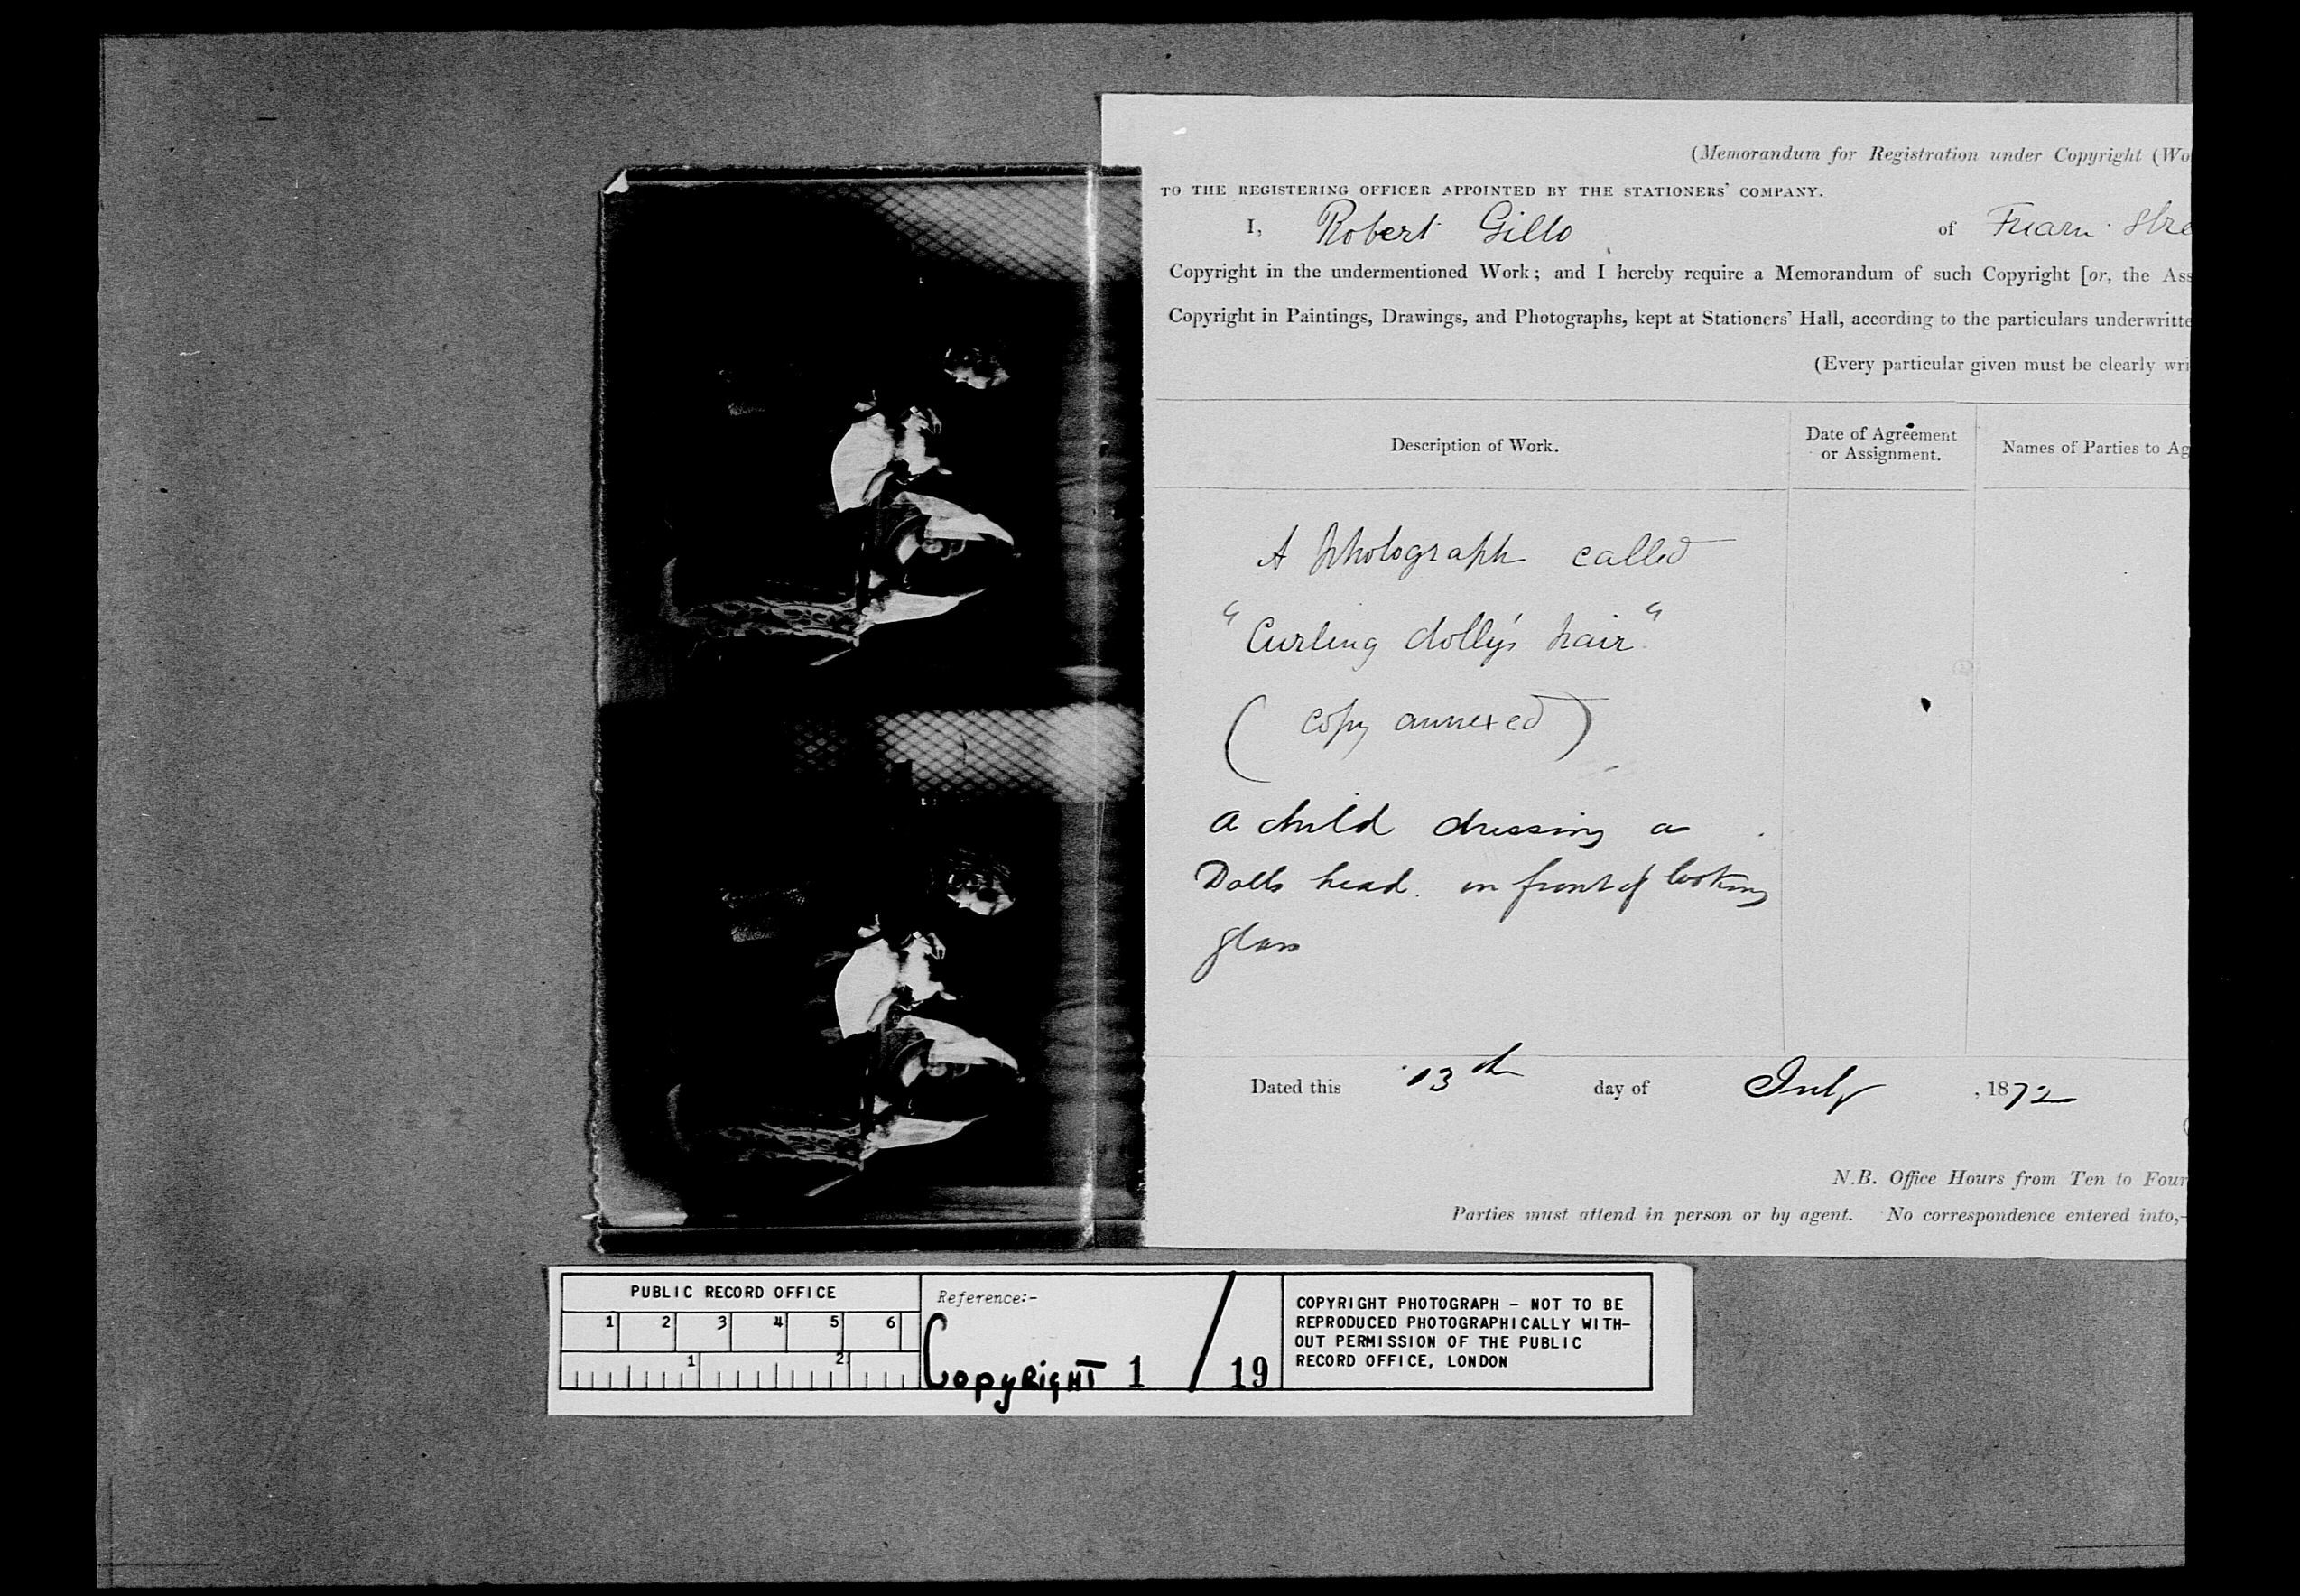 (Memorandum for Registration under Copyright (Wo
TO THE REGISTERING OFFICER APPOINTED BY THE STATIONERS' COMPANY.
I, Robert Gillo of Friarn Stre
Copyright in the undermentioned Work; and I hereby require a Memorandum of such Copyright [or, the Ass
Copyright in Paintings, Drawings, and Photographs, kept at Stationers' Hall, according to the particulars underwritte
(Every particular given must be clearly wri
Description of Work.
Date of Agreement
or Assignment.
Names of Parties to Ag
A photograph called
"Curling dolly's hair."
(copy annexed)
a child dressing a
Dolls head. in front of looking
glass
Dated this 13th day of July, 1872
N.B. Office Hours from Ten to Four
Parties must attend in person or by agent. No correspondence entered into,-
PUBLIC RECORD OFFICE
1 2 3 4 5 6
1 2
Reference:-
Copyright 1 / 19
COPYRIGHT PHOTOGRAPH - NOT TO BE
REPRODUCED PHOTOGRAPHICALLY WITH-
OUT PERMISSION OF THE PUBLIC
RECORD OFFICE, LONDON